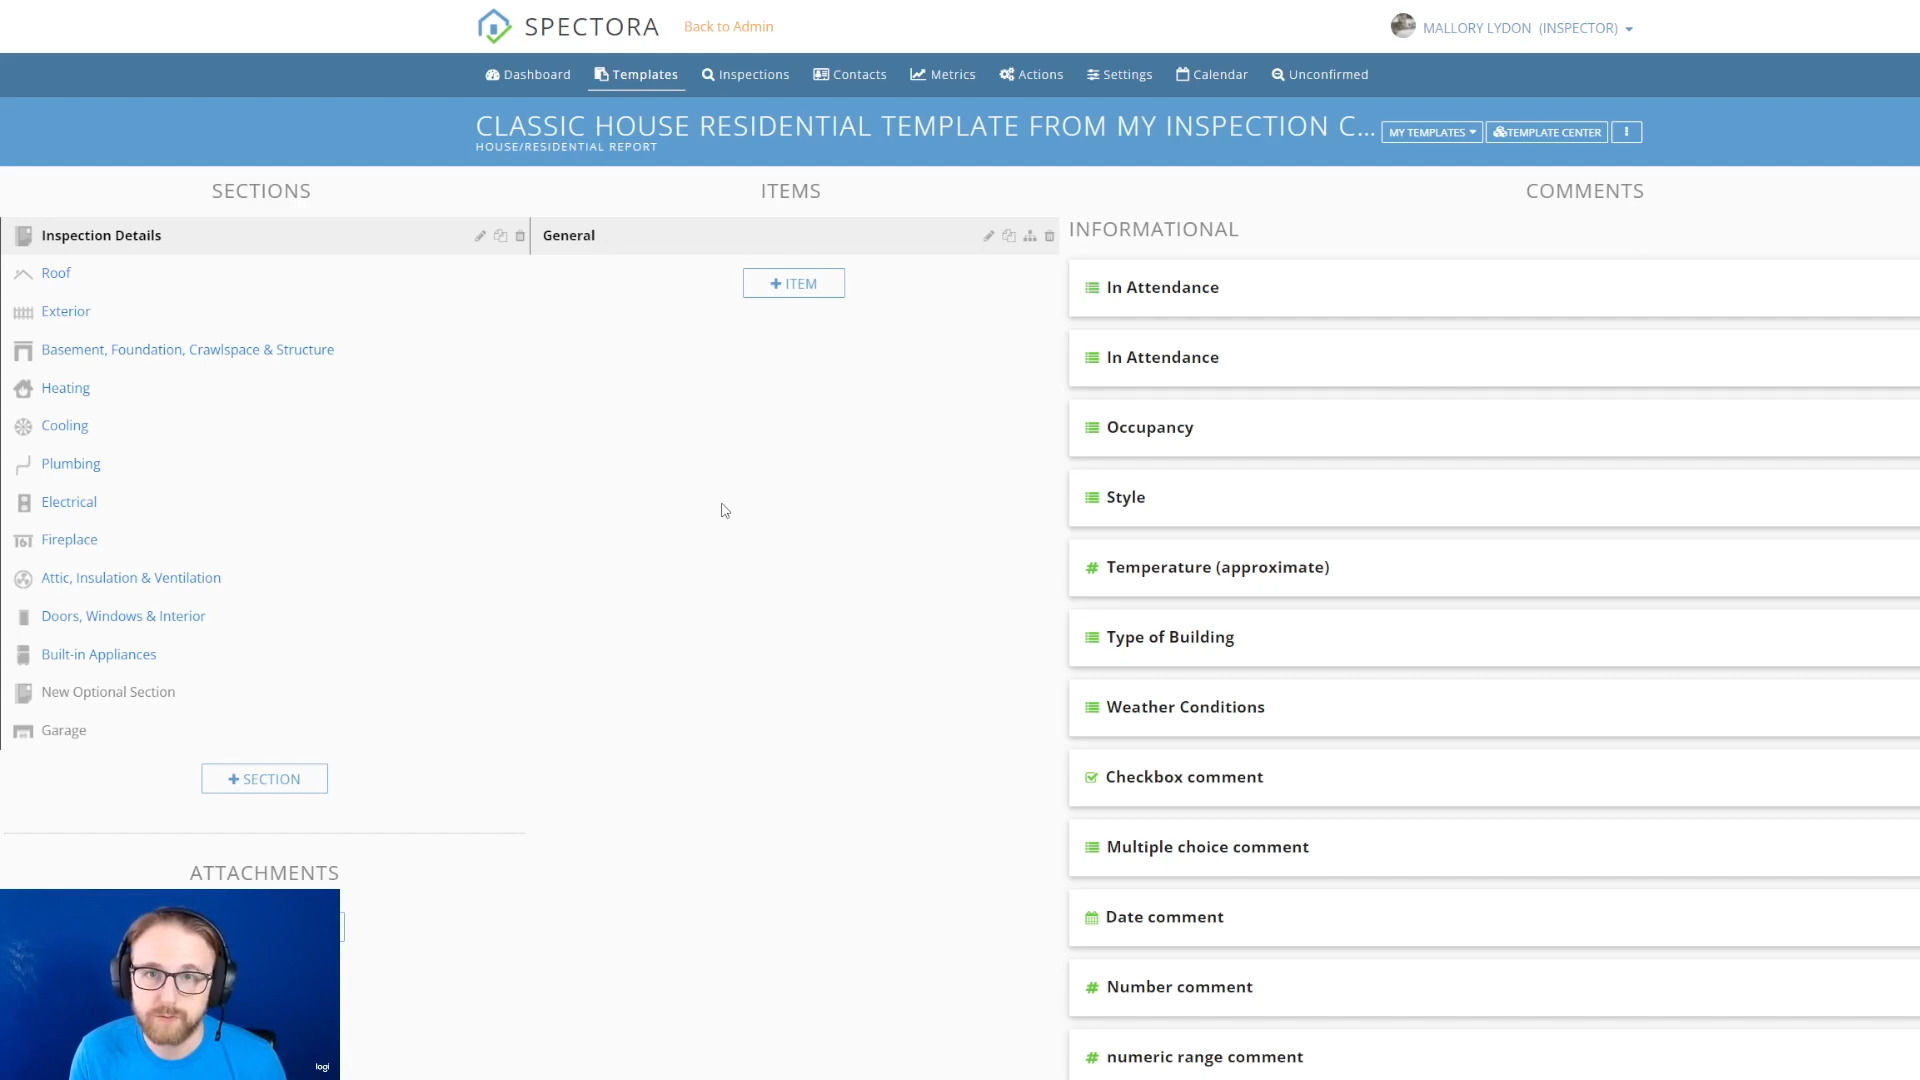 SPECTORA
Back to Admin
MALLORY LYDON (INSPECTOR)
Dashboard
Templates
Inspections
Contacts
Metrics
Actions
Settings
Calendar
Unconfirmed
CLASSIC HOUSE RESIDENTIAL TEMPLATE FROM MY INSPECTION C...
HOUSE/RESIDENTIAL REPORT
MY TEMPLATES
TEMPLATE CENTER
SECTIONS
Inspection Details
Roof
Exterior
Basement, Foundation, Crawlspace & Structure
Heating
Cooling
Plumbing
Electrical
Fireplace
Attic, Insulation & Ventilation
Doors, Windows & Interior
Built-in Appliances
New Optional Section
Garage
+ SECTION
ATTACHMENTS
ITEMS
General
+ ITEM
COMMENTS
INFORMATIONAL
In Attendance
In Attendance
Occupancy
Style
# Temperature (approximate)
Type of Building
Weather Conditions
Checkbox comment
Multiple choice comment
Date comment
# Number comment
# numeric range comment
logi